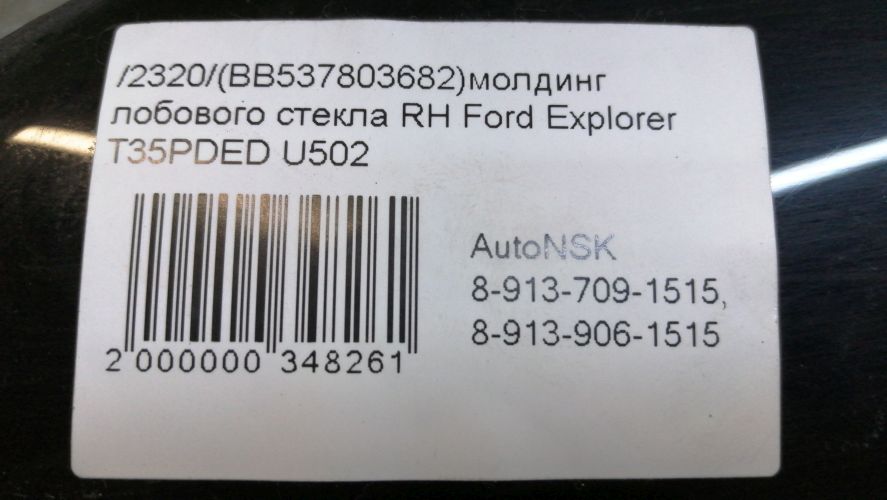 /2320/(BB537803682)молдинг
лобового стекла RH Ford Explorer
T35PDED U502
AutoNSK
8-913-709-1515,
8-913-906-1515
2 000000 348261